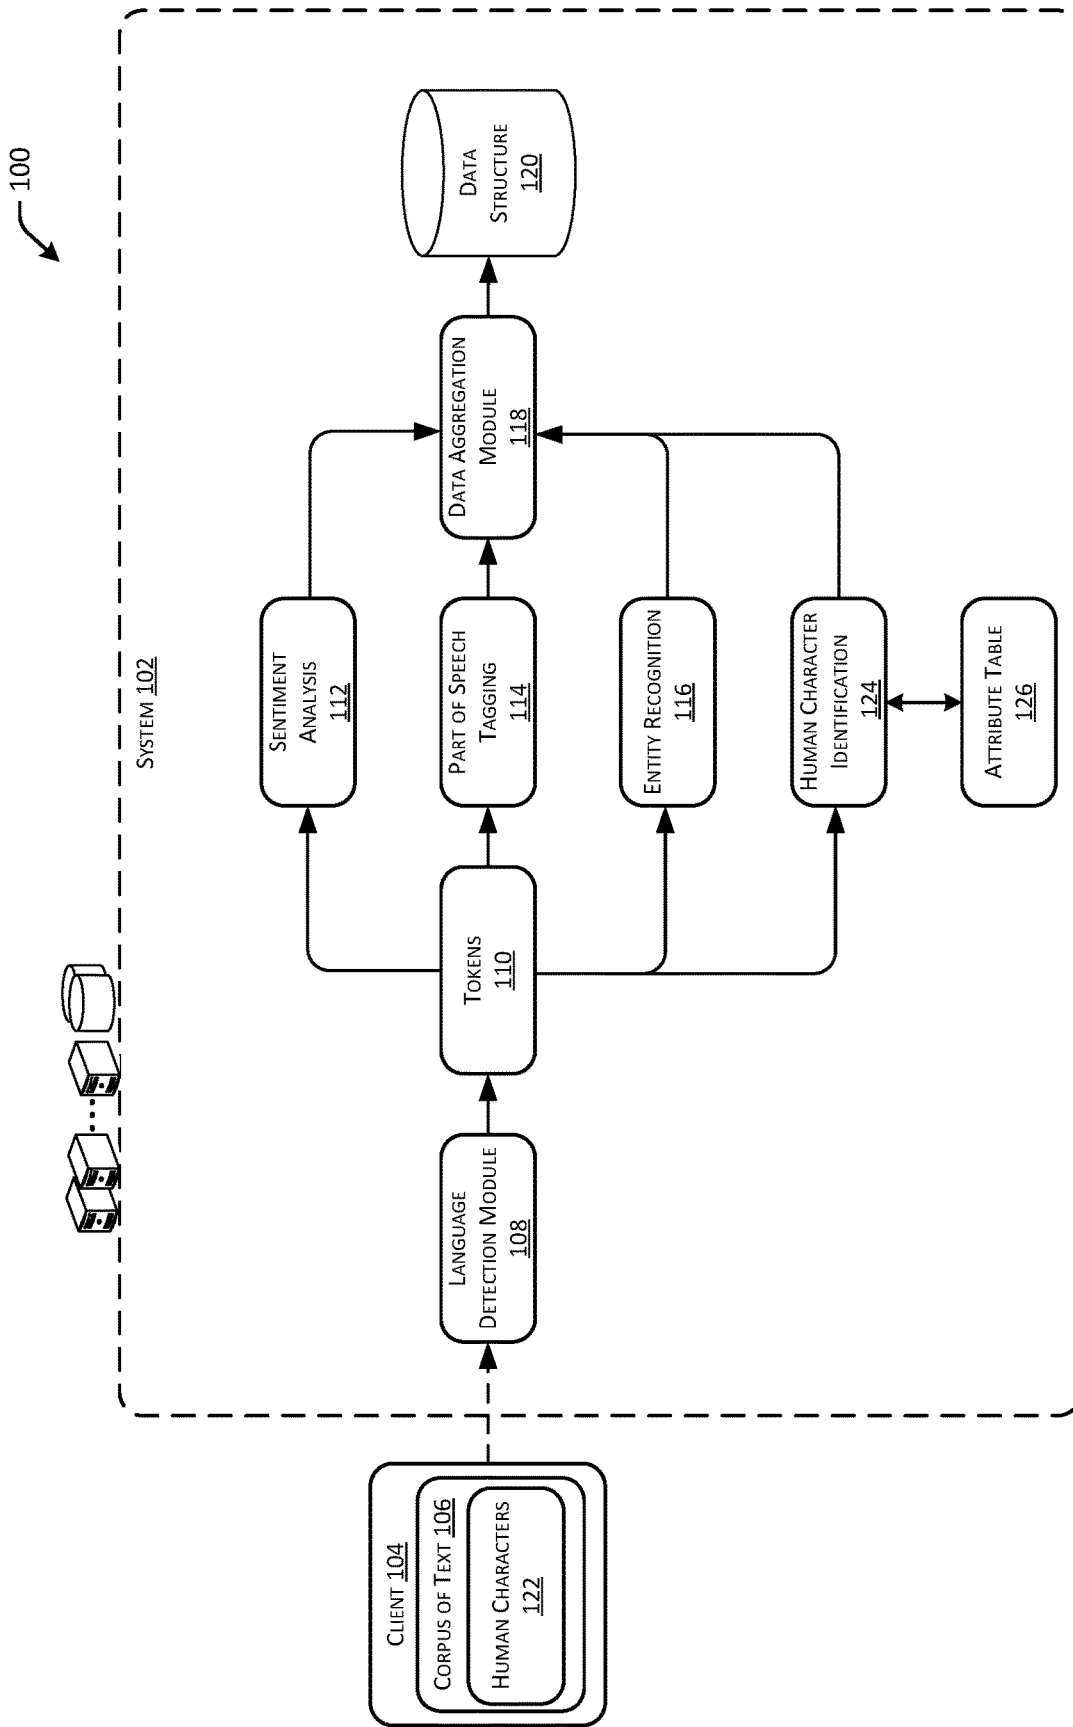 100
SYSTEM 102
CLIENT 104
CORPUS OF TEXT 106
HUMAN CHARACTERS
122
LANGUAGE
DETECTION MODULE
108
TOKENS
110
SENTIMENT
ANALYSIS
112
PART OF SPEECH
TAGGING
114
ENTITY RECOGNITION
116
HUMAN CHARACTER
IDENTIFICATION
124
ATTRIBUTE TABLE
126
DATA AGGREGATION
MODULE
118
DATA
STRUCTURE
120